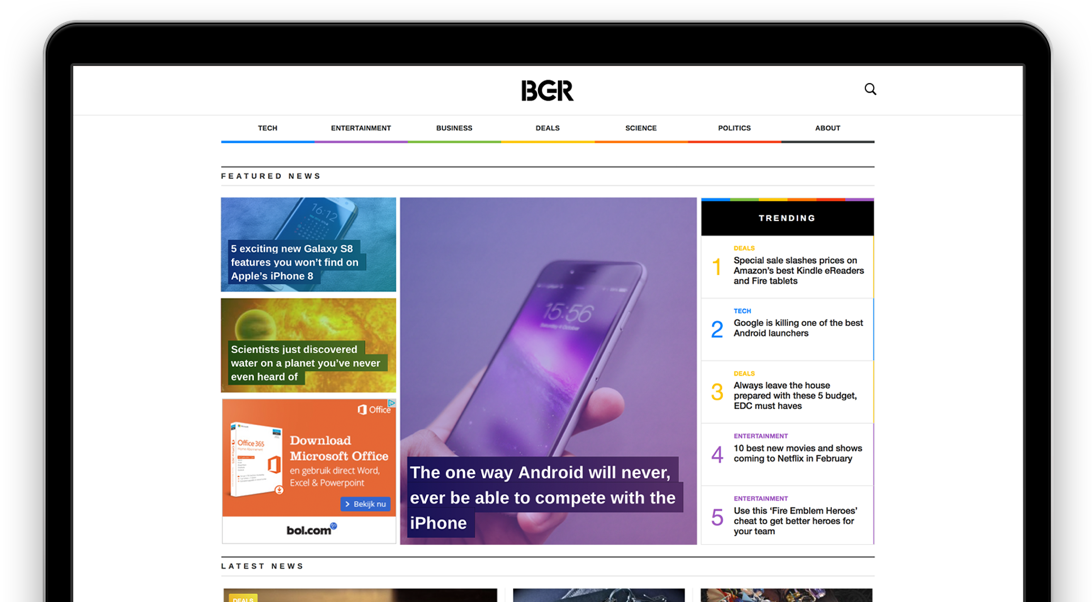 BGR
TECH
ENTERTAINMENT
BUSINESS
DEALS
SCIENCE
POLITICS
ABOUT
FEATURED NEWS
16:12
5 exciting new Galaxy S8
features you won't find on
Apple's iPhone 8
Scientists just discovered
water on a planet you've never
even heard of
Office
Office 365
Download
Microsoft Office
en gebruik direct Word,
Excel & Powerpoint
Bekijk nu
bol.com
15:56
The one way Android will never,
ever be able to compete with the
iPhone
TRENDING
1
DEALS
Special sale slashes prices on
Amazon's best Kindle eReaders
and Fire tablets
2
TECH
Google is killing one of the best
Android launchers
3
DEALS
Always leave the house
prepared with these 5 budget,
EDC must haves
4
ENTERTAINMENT
10 best new movies and shows
coming to Netflix in February
5
ENTERTAINMENT
Use this 'Fire Emblem Heroes'
cheat to get better heroes for
your team
LATEST NEWS
DEALS